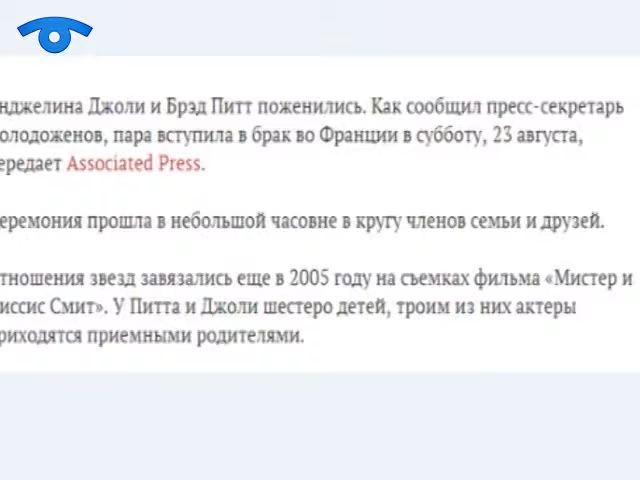 нджелина Джоли и Брэд Питт поженились. Как сообщил пресс-секретарь
олодоженов, пара вступила в брак во Франции в субботу, 23 августа,
ередает Associated Press.
еремония прошла в небольшой часовне в кругу членов семьи и друзей.
тношения звезд завязались еще в 2005 году на съемках фильма «Мистер и
иссис Смит». У Питта и Джоли шестеро детей, троим из них актеры
риходятся приемными родителями.